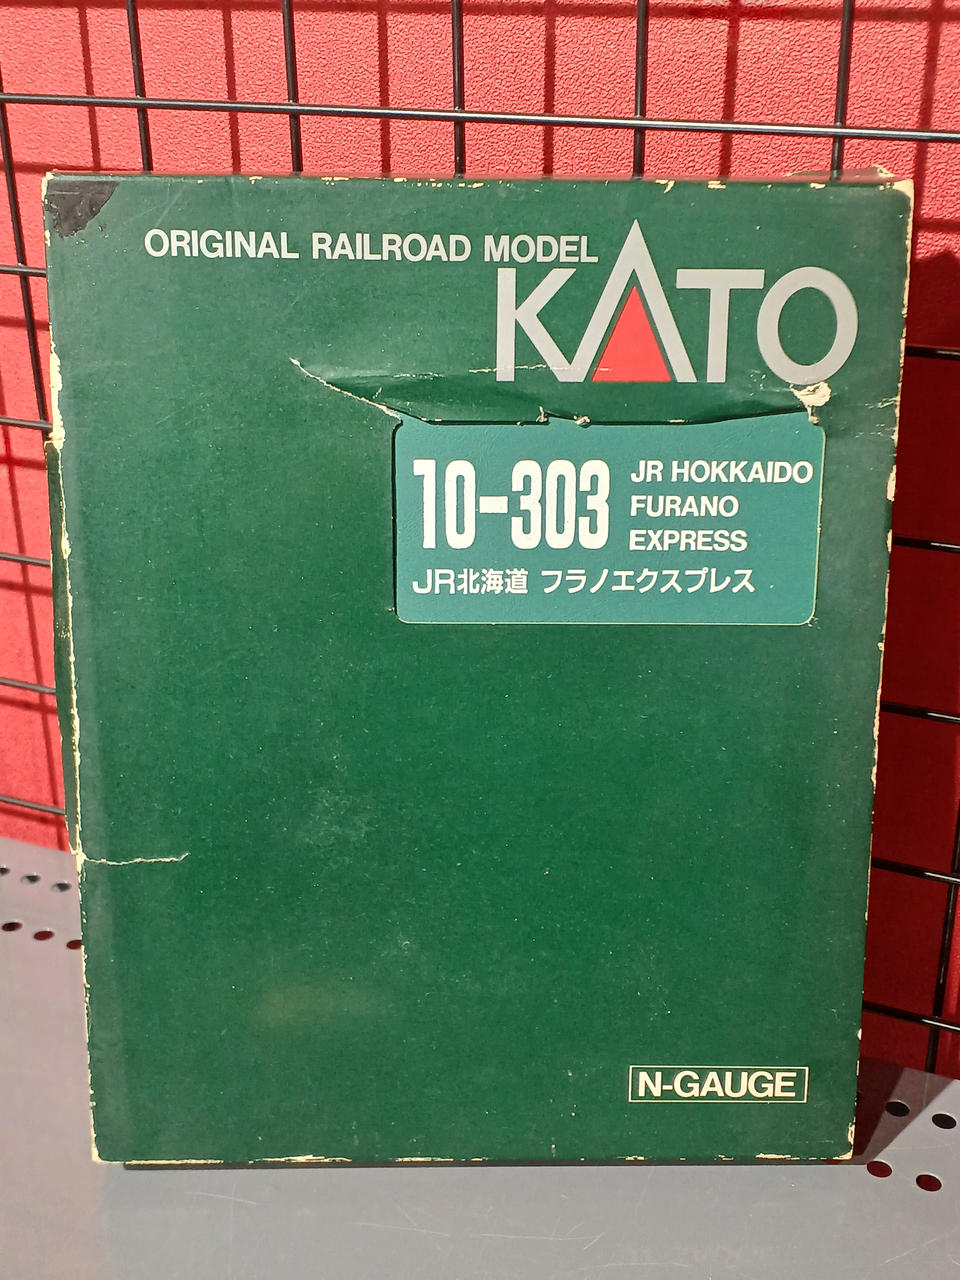 ORIGINAL RAILROAD MODEL
KATO
10-303
JR HOKKAIDO
FURANO
EXPRESS
JR北海道 フラノエクスプレス
N-GAUGE